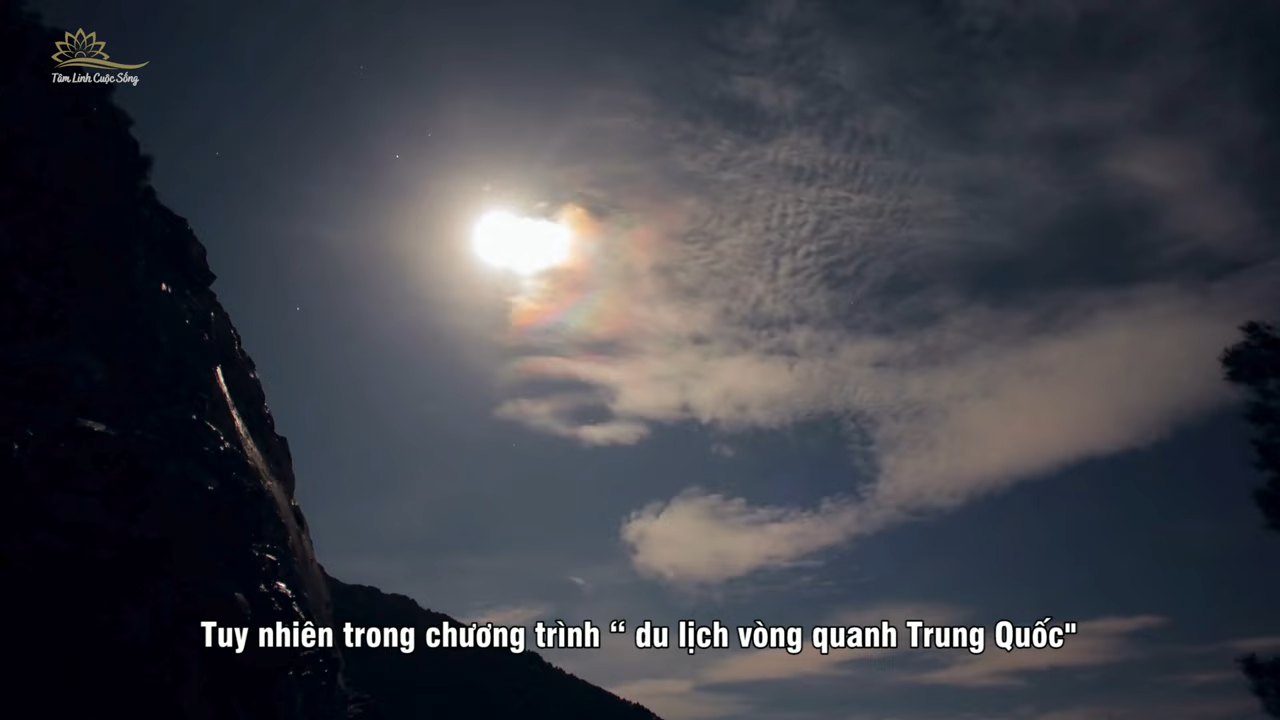 Tâm Linh Cuộc Sống
Tuy nhiên trong chương trình “ du lịch vòng quanh Trung Quốc"